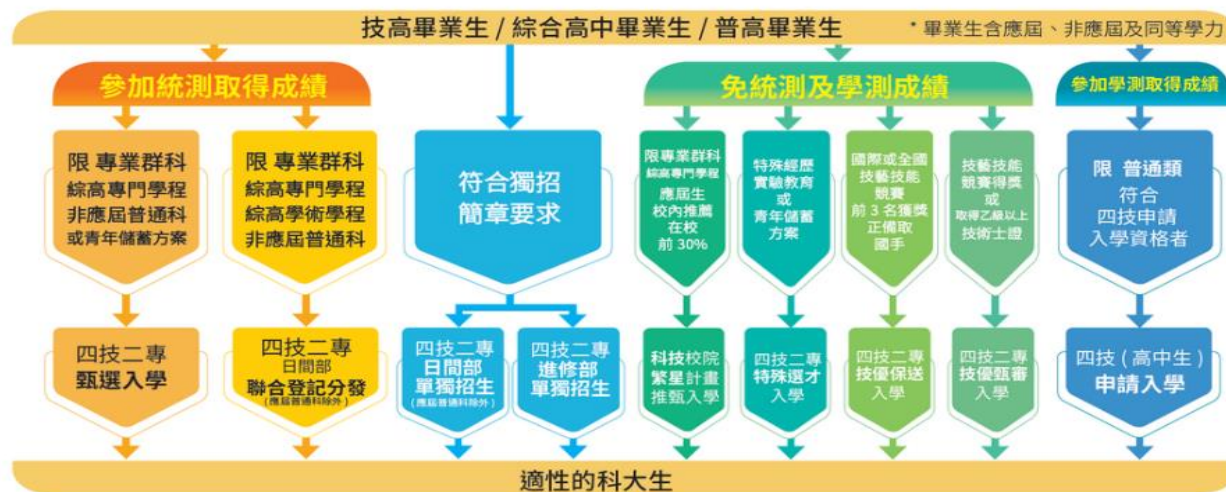 技高畢業生 / 綜合高中畢業生 / 普高畢業生
* 畢業生含應屆、非應屆及同等學力
參加統測取得成績
免統測及學測成績
參加學測取得成績
限 專業群科
綜高專門學程
非應屆普通科
或青年儲蓄方案
限 專業群科
綜高專門學程
綜高學術學程
非應屆普通科
符合獨招
簡章要求
限專業群科
綜高專門學程
應屆生
校內推薦
在校
前 30%
特殊經歷
實驗教育
或
青年儲蓄
方案
國際或全國
技藝技能
競賽
前 3 名獲獎
正備取
國手
技藝技能
競賽得獎
或
取得乙級以上
技術士證
限 普通類
符合
四技申請
入學資格者
四技二專
甄選入學
四技二專
日間部
聯合登記分發
(應屆普通科除外)
四技二專
日間部
單獨招生
(應屆普通科除外)
四技二專
進修部
單獨招生
科技校院
繁星計畫
推甄入學
四技二專
特殊選才
入學
四技二專
技優保送
入學
四技二專
技優甄審
入學
四技 ( 高中生 )
申請入學
適性的科大生